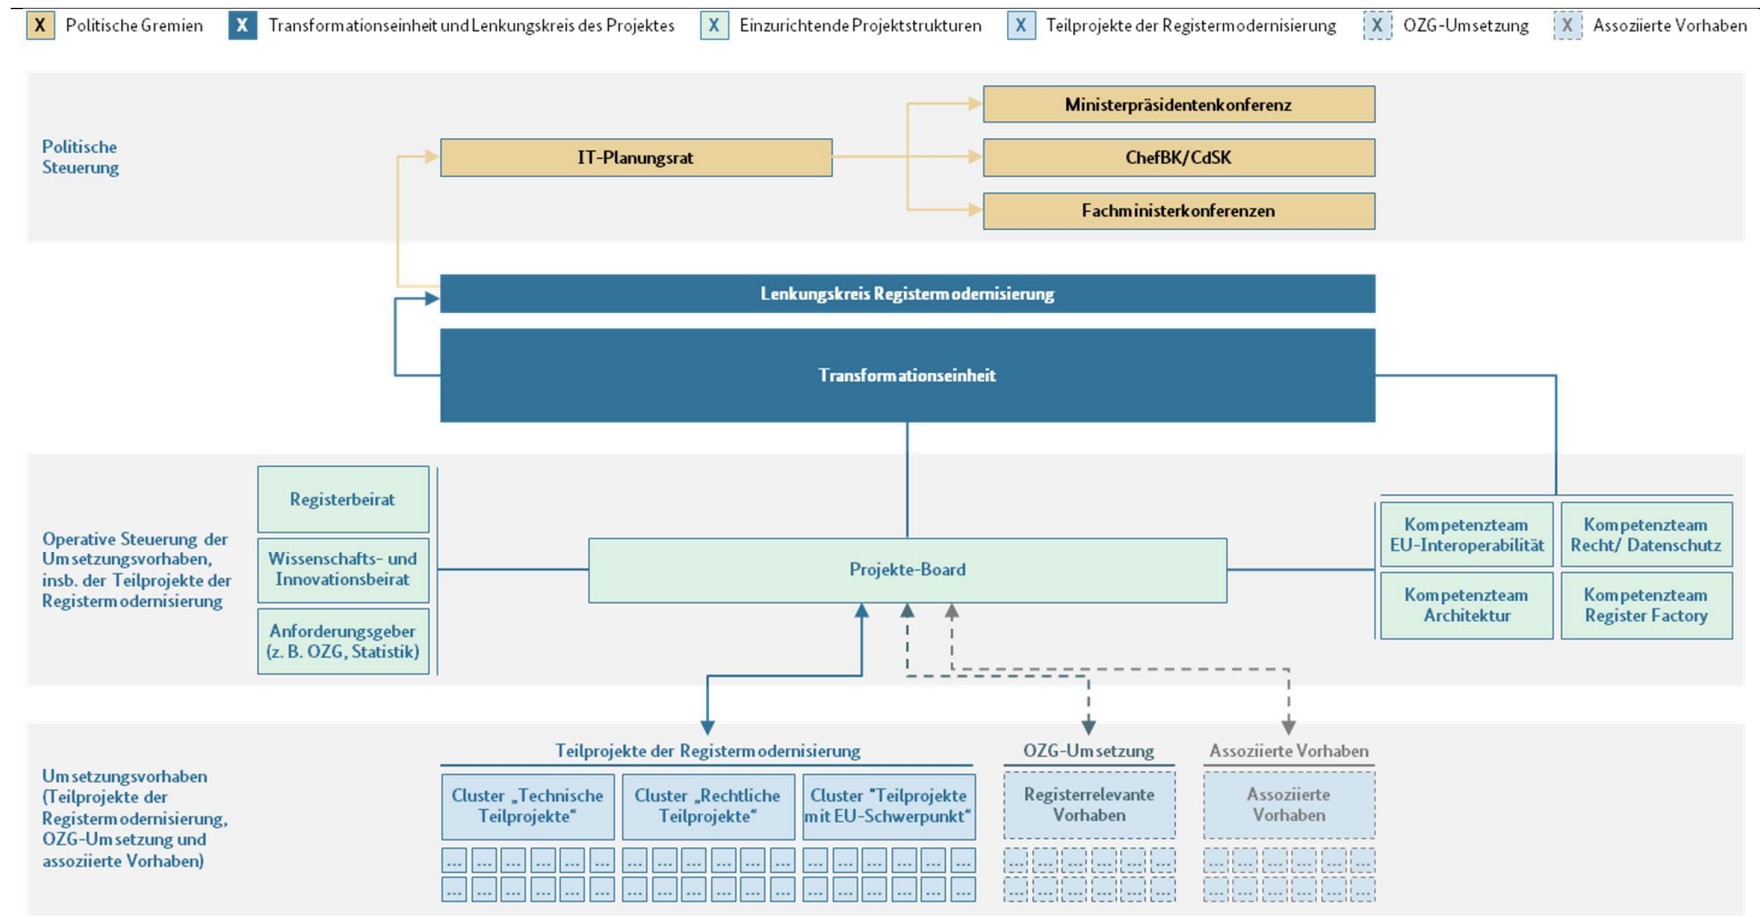 X Politische Gremien X Transformationseinheit und Lenkungskreis des Projektes X Einzurichtende Projektstrukturen X Teilprojekte der Registermodernisierung X OZG-Umsetzung X Assoziierte Vorhaben
Politische
Steuerung
IT-Planungsrat
Ministerpräsidentenkonferenz
ChefBK/CdSK
Fachministerkonferenzen
Lenkungskreis Registermodernisierung
Transformationseinheit
Operative Steuerung der
Umsetzungsvorhaben,
insb. der Teilprojekte der
Registermodernisierung
Registerbeirat
Wissenschafts- und
Innovationsbeirat
Anforderungsgeber
(z. B. OZG, Statistik)
Projekte-Board
Kompetenzteam
EU-Interoperabilität
Kompetenzteam
Recht/ Datenschutz
Kompetenzteam
Architektur
Kompetenzteam
Register Factory
Umsetzungsvorhaben
(Teilprojekte der
Registermodernisierung,
OZG-Umsetzung und
assoziierte Vorhaben)
Teilprojekte der Registermodernisierung
Cluster „Technische
Teilprojekte“
Cluster „Rechtliche
Teilprojekte“
Cluster "Teilprojekte
mit EU-Schwerpunkt“
OZG-Umsetzung
Registerrelevante
Vorhaben
Assoziierte Vorhaben
Assoziierte
Vorhaben
... ... ... ... ... ... ... ... ... ... ... ... ... ... ... ... ... ... ... ... ... ... ... ... ... ... ... ... ... ...
... ... ... ... ... ... ... ... ... ... ... ... ... ... ... ... ... ... ... ... ... ... ... ... ... ... ... ... ... ...